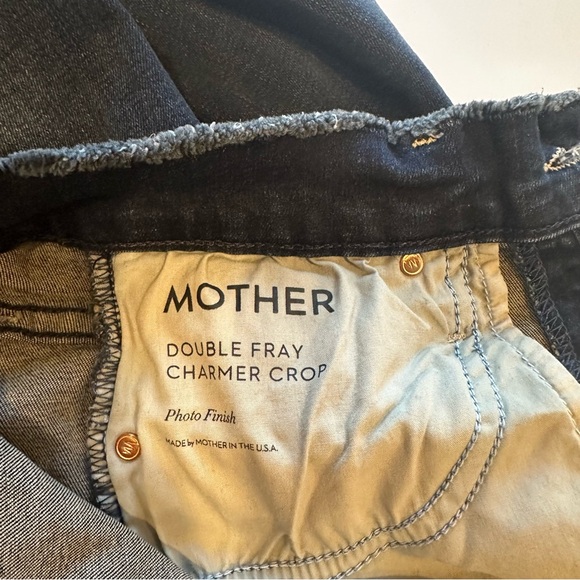 MOTHER
DOUBLE FRAY
CHARMER CROP
Photo Finish
MADE by MOTHER IN THE U.S.A.